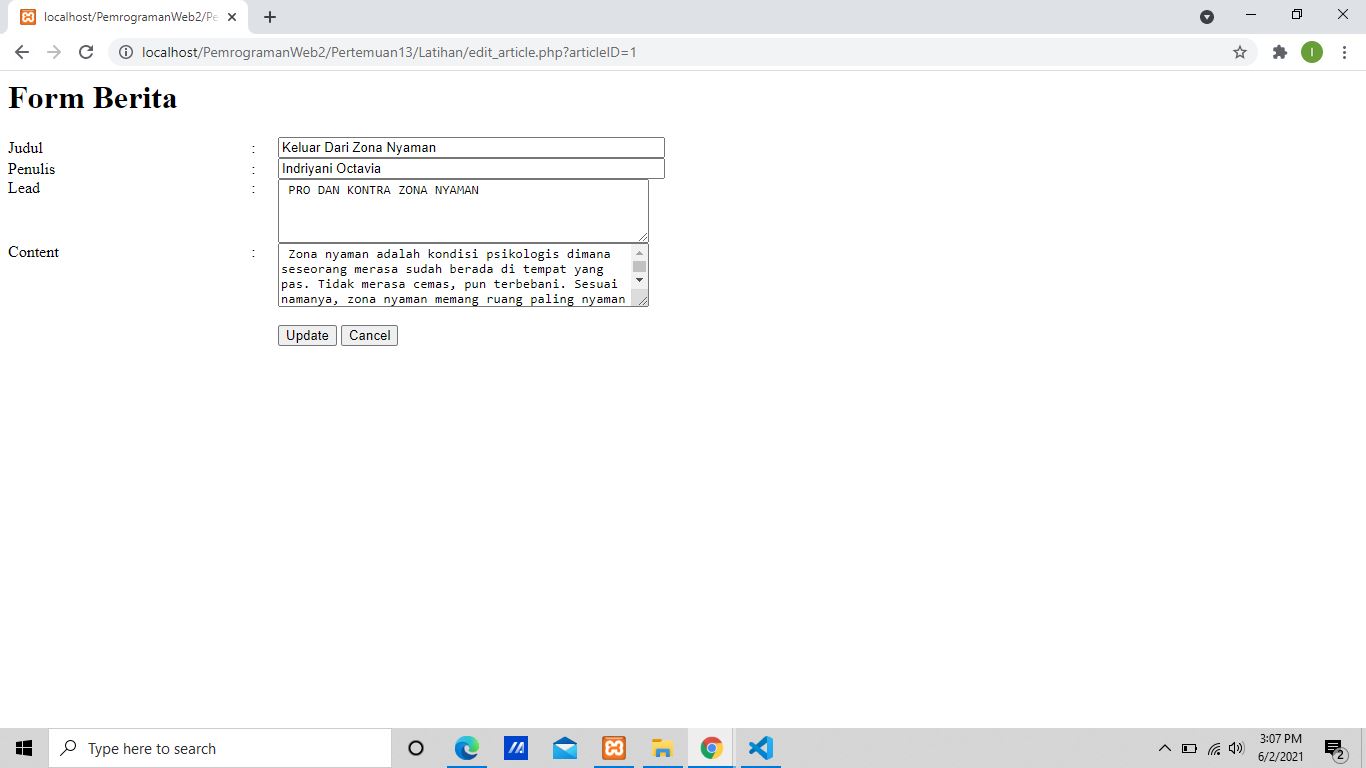 localhost/PemrogramanWeb2/Pe
localhost/PemrogramanWeb2/Pertemuan13/Latihan/edit_article.php?articleID=1
I
Form Berita
Judul : Keluar Dari Zona Nyaman
Penulis : Indriyani Octavia
Lead : PRO DAN KONTRA ZONA NYAMAN
Content : Zona nyaman adalah kondisi psikologis dimana
seseorang merasa sudah berada di tempat yang
pas. Tidak merasa cemas, pun terbebani. Sesuai
namanya, zona nyaman memang ruang paling nyaman
Update Cancel
Type here to search
3:07 PM
6/2/2021
2